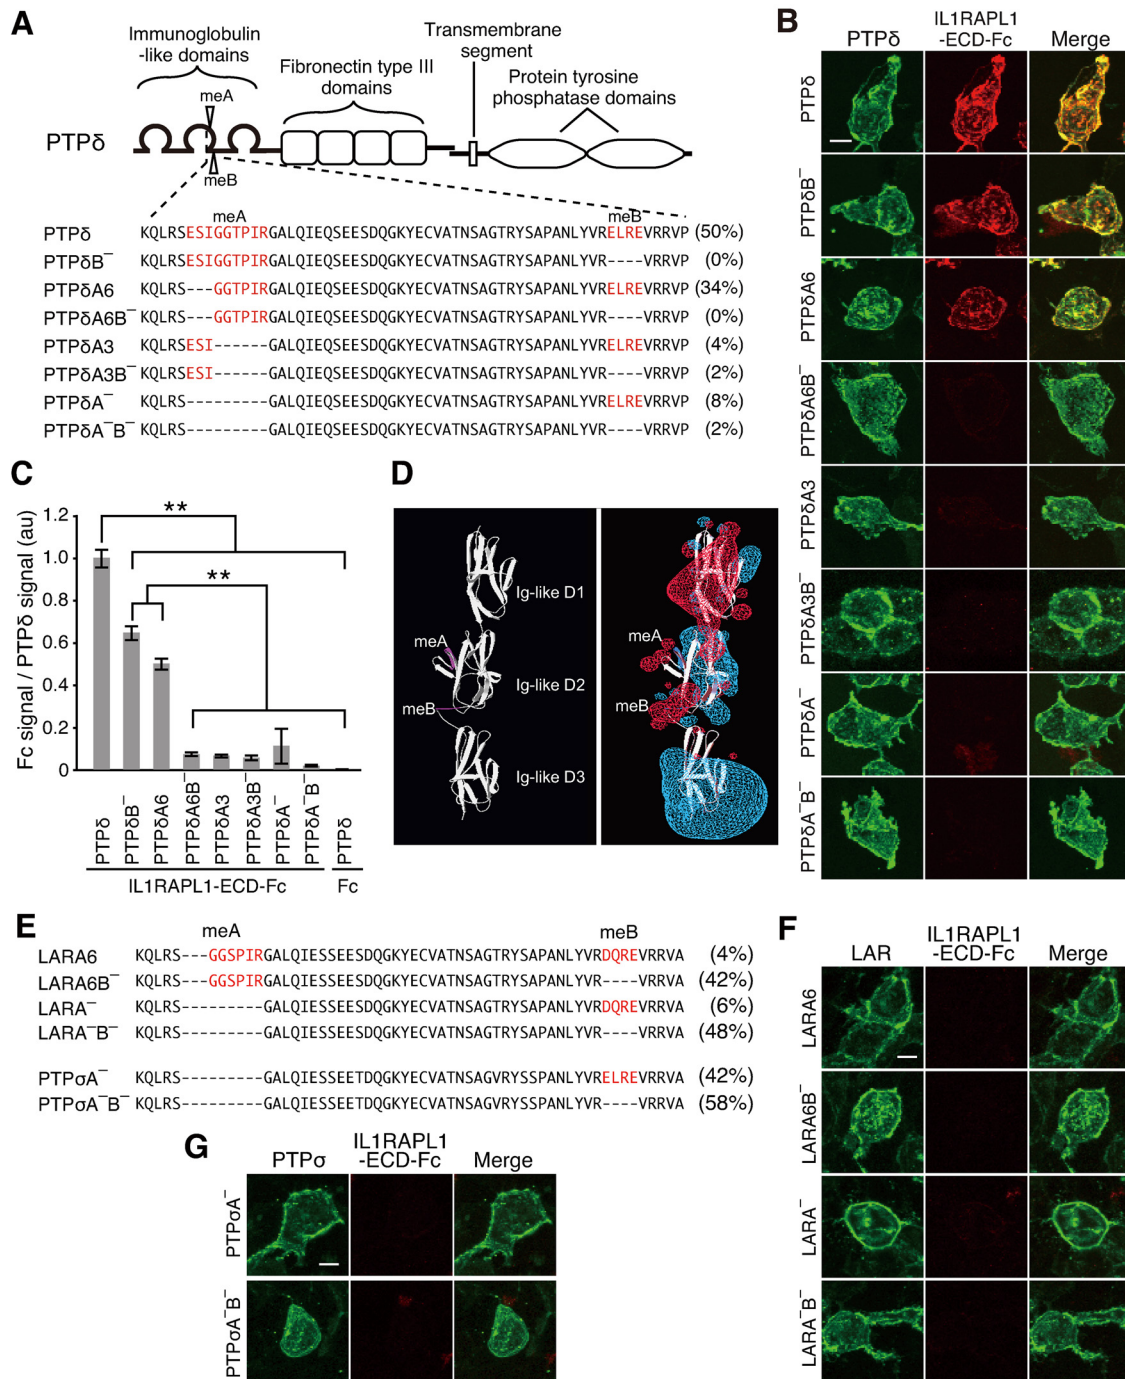 A
Immunoglobulin
-like domains
Fibronectin type III
domains
Transmembrane
segment
Protein tyrosine
phosphatase domains
meA
PTPδ
meB
meA meB
PTPδ KQLRSESIGGTPIRGALQIEQSEESDQGKYECVATNSAGTRYSAPANLYVRELREVRRVP (50%)
PTPδB⁻ KQLRSESIGGTPIRGALQIEQSEESDQGKYECVATNSAGTRYSAPANLYVR----VRRVP (0%)
PTPδA6 KQLRS---GGTPIRGALQIEQSEESDQGKYECVATNSAGTRYSAPANLYVRELREVRRVP (34%)
PTPδA6B⁻ KQLRS---GGTPIRGALQIEQSEESDQGKYECVATNSAGTRYSAPANLYVR----VRRVP (0%)
PTPδA3 KQLRSESI------GALQIEQSEESDQGKYECVATNSAGTRYSAPANLYVRELREVRRVP (4%)
PTPδA3B⁻ KQLRSESI------GALQIEQSEESDQGKYECVATNSAGTRYSAPANLYVR----VRRVP (2%)
PTPδA⁻ KQLRS---------GALQIEQSEESDQGKYECVATNSAGTRYSAPANLYVRELREVRRVP (8%)
PTPδA⁻B⁻ KQLRS---------GALQIEQSEESDQGKYECVATNSAGTRYSAPANLYVR----VRRVP (2%)
B
PTPδ IL1RAPL1
-ECD-Fc Merge
PTPδ
PTPδB⁻
PTPδA6
PTPδA6B⁻
PTPδA3
PTPδA3B⁻
PTPδA⁻
PTPδA⁻B⁻
C
Fc signal / PTPδ signal (au)
1.2
1.0
0.8
0.6
0.4
0.2
0
**
**
PTPδ
PTPδB⁻
PTPδA6
PTPδA6B⁻
PTPδA3
PTPδA3B⁻
PTPδA⁻
PTPδA⁻B⁻
PTPδ
IL1RAPL1-ECD-Fc Fc
D
Ig-like D1
meA
Ig-like D2
meB
Ig-like D3
meA
meB
E
meA meB
LARA6 KQLRS---GGSPIRGALQIESSEESDQGKYECVATNSAGTRYSAPANLYVRDQREVRRVA (4%)
LARA6B⁻ KQLRS---GGSPIRGALQIESSEESDQGKYECVATNSAGTRYSAPANLYVR----VRRVA (42%)
LARA⁻ KQLRS---------GALQIESSEESDQGKYECVATNSAGTRYSAPANLYVRDQREVRRVA (6%)
LARA⁻B⁻ KQLRS---------GALQIESSEESDQGKYECVATNSAGTRYSAPANLYVR----VRRVA (48%)
PTPσA⁻ KQLRS---------GALQIESSEETDQGKYECVATNSAGVRYSSPANLYVRELREVRRVA (42%)
PTPσA⁻B⁻ KQLRS---------GALQIESSEETDQGKYECVATNSAGVRYSSPANLYVR----VRRVA (58%)
F
LAR IL1RAPL1
-ECD-Fc Merge
LARA6
LARA6B⁻
LARA⁻
LARA⁻B⁻
G
PTPσ IL1RAPL1
-ECD-Fc Merge
PTPσA⁻
PTPσA⁻B⁻